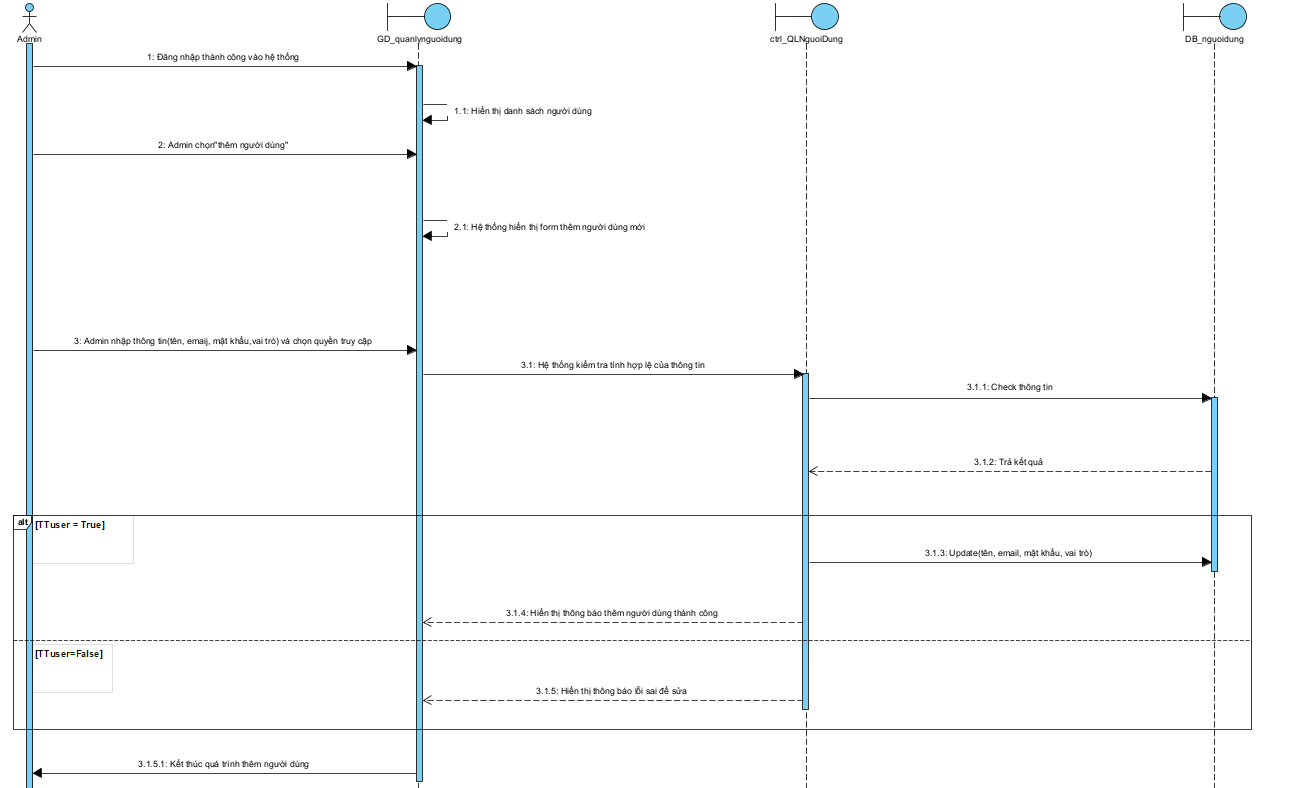 Admin
GD_quanlynguoidung
ctrl_QLNguoiDung
DB_nguoidung
1: Đăng nhập thành công vào hệ thống
1.1: Hiển thị danh sách người dùng
2: Admin chọn"thêm người dùng"
2.1: Hệ thống hiển thị form thêm người dùng mới
3: Admin nhập thông tin(tên, emaij, mật khẩu,vai trò) và chọn quyền truy cập
3.1: Hệ thống kiểm tra tính hợp lệ của thông tin
3.1.1: Check thông tin
3.1.2: Trả kết quả
alt
[TTuser = True]
3.1.3: Update(tên, email, mật khẩu, vai trò)
3.1.4: Hiển thị thông báo thêm người dùng thành công
[TTuser=False]
3.1.5: Hiển thị thông báo lỗi sai để sửa
3.1.5.1: Kết thúc quá trình thêm người dùng